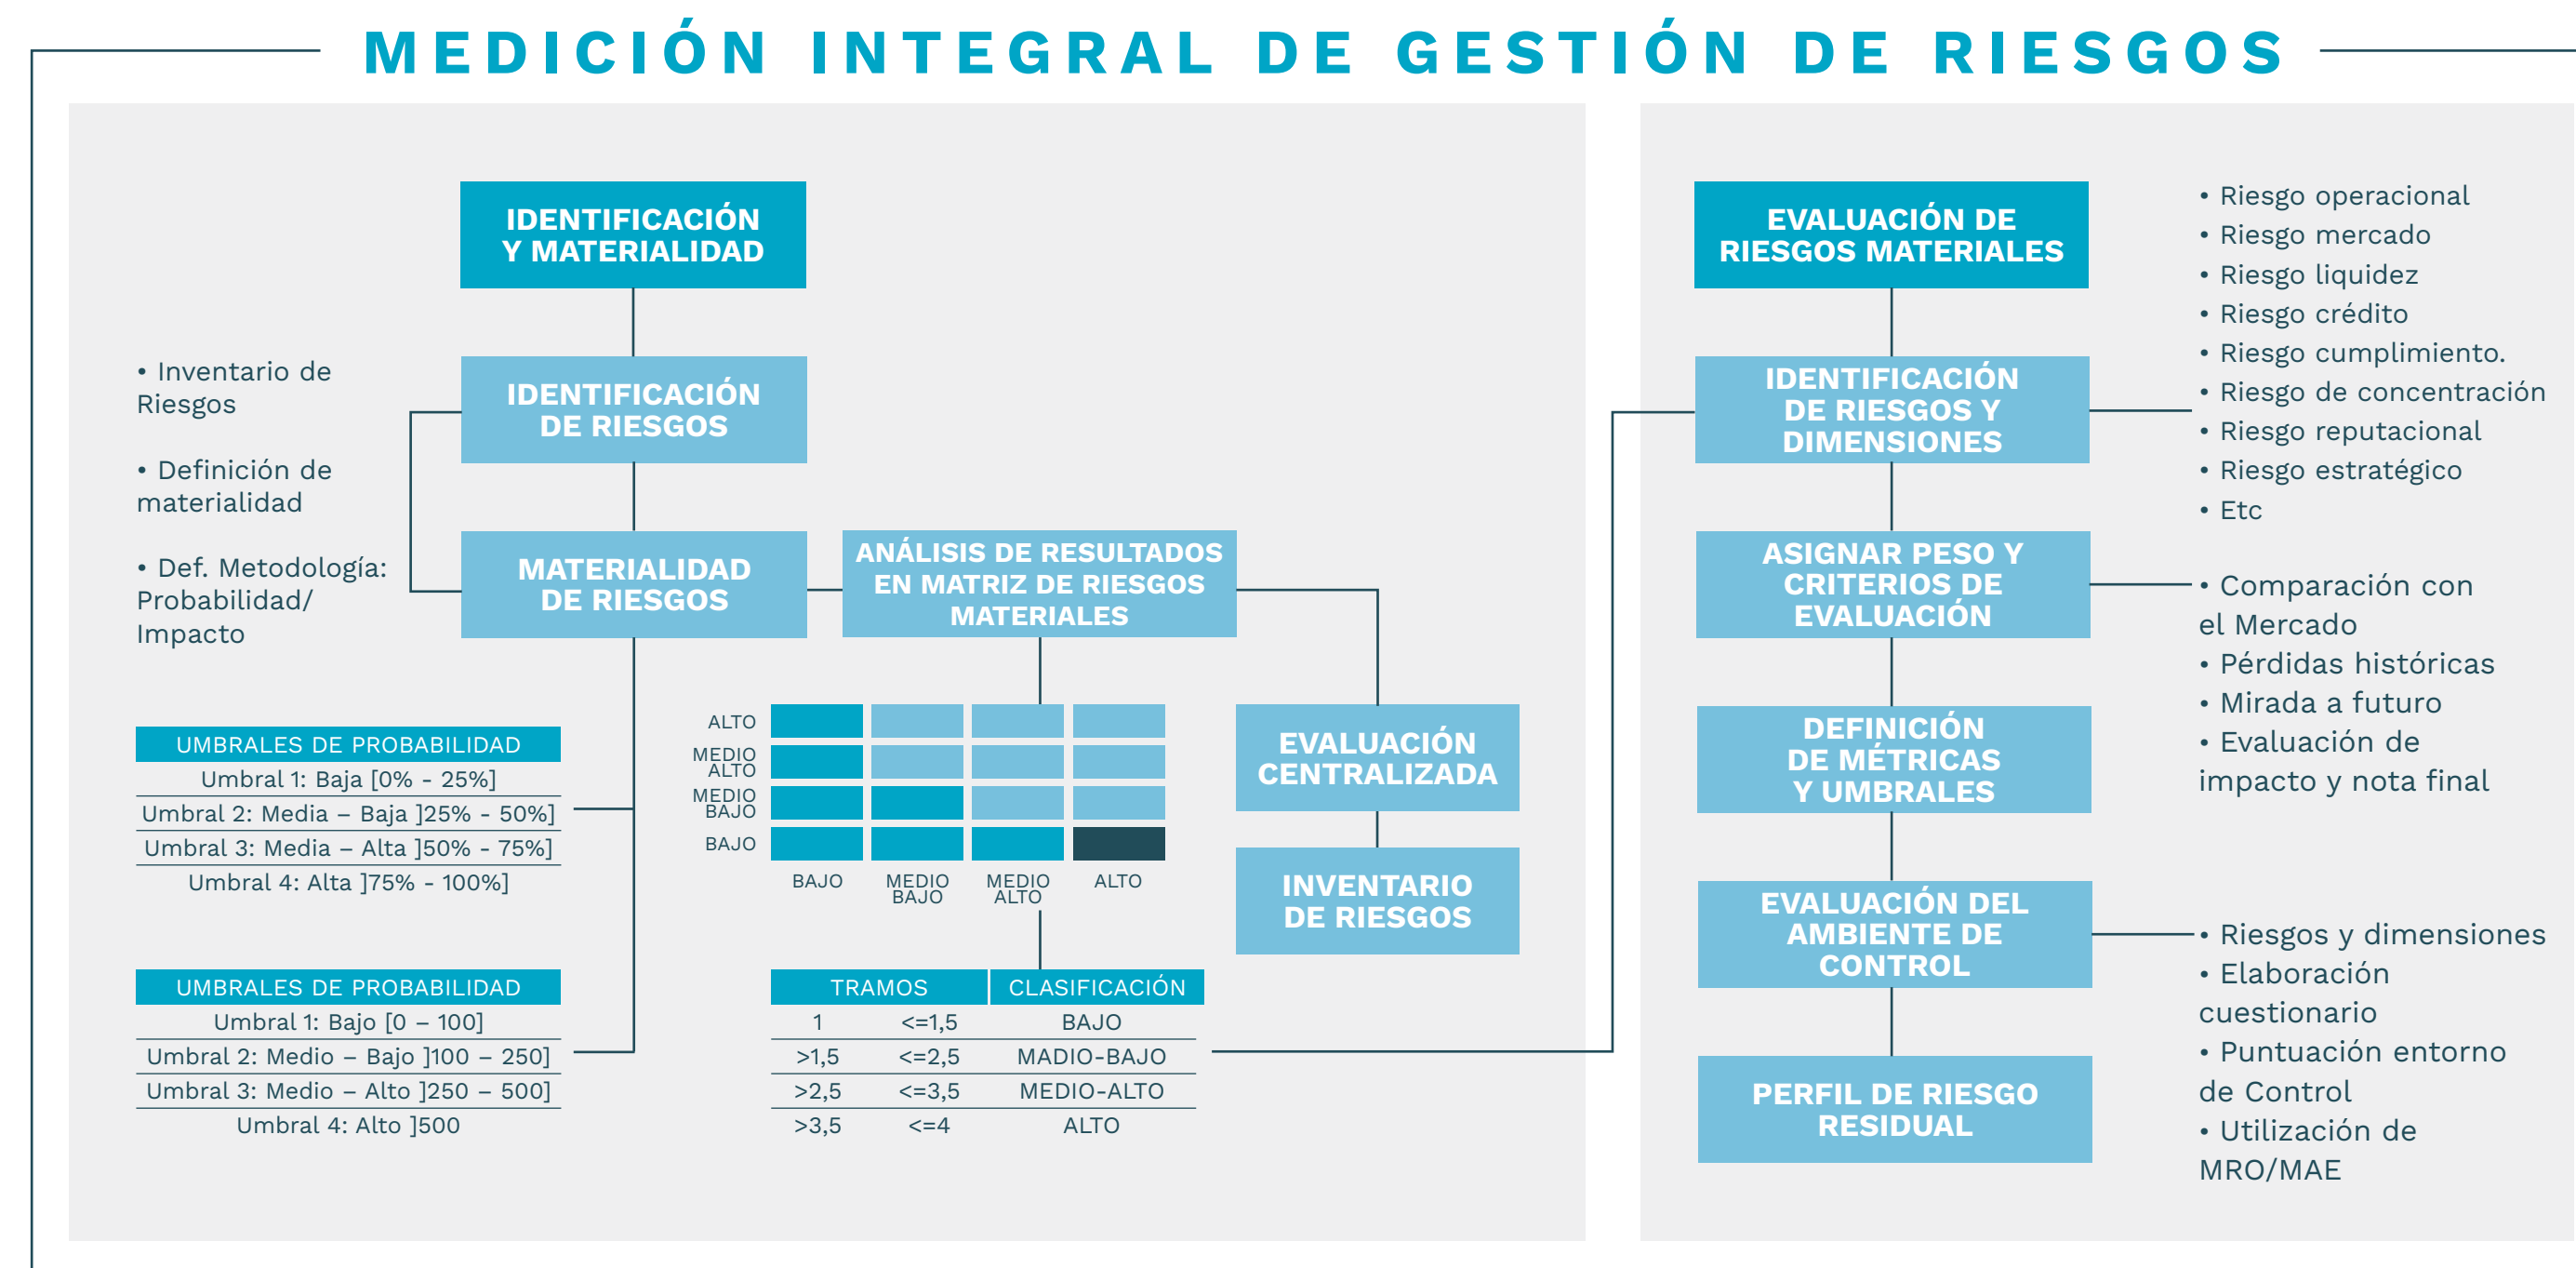 MEDICIÓN INTEGRAL DE GESTIÓN DE RIESGOS
IDENTIFICACIÓN
Y MATERIALIDAD
• Inventario de
Riesgos
• Definición de
materialidad
• Def. Metodología:
Probabilidad/
Impacto
IDENTIFICACIÓN
DE RIESGOS
MATERIALIDAD
DE RIESGOS
ANÁLISIS DE RESULTADOS
EN MATRIZ DE RIESGOS
MATERIALES
UMBRALES DE PROBABILIDAD
Umbral 1: Baja [0% - 25%]
Umbral 2: Media – Baja ]25% - 50%]
Umbral 3: Media – Alta ]50% - 75%]
Umbral 4: Alta ]75% - 100%]
UMBRALES DE PROBABILIDAD
Umbral 1: Bajo [0 – 100]
Umbral 2: Medio – Bajo ]100 – 250]
Umbral 3: Medio – Alto ]250 – 500]
Umbral 4: Alto ]500
ALTO
MEDIO
ALTO
MEDIO
BAJO
BAJO
BAJO
MEDIO
BAJO
MEDIO
ALTO
ALTO
TRAMOS CLASIFICACIÓN
1 <=1,5 BAJO
>1,5 <=2,5 MADIO-BAJO
>2,5 <=3,5 MEDIO-ALTO
>3,5 <=4 ALTO
EVALUACIÓN
CENTRALIZADA
INVENTARIO
DE RIESGOS
EVALUACIÓN DE
RIESGOS MATERIALES
IDENTIFICACIÓN
DE RIESGOS Y
DIMENSIONES
ASIGNAR PESO Y
CRITERIOS DE
EVALUACIÓN
DEFINICIÓN
DE MÉTRICAS
Y UMBRALES
EVALUACIÓN DEL
AMBIENTE DE
CONTROL
PERFIL DE RIESGO
RESIDUAL
• Riesgo operacional
• Riesgo mercado
• Riesgo liquidez
• Riesgo crédito
• Riesgo cumplimiento.
• Riesgo de concentración
• Riesgo reputacional
• Riesgo estratégico
• Etc
• Comparación con
el Mercado
• Pérdidas históricas
• Mirada a futuro
• Evaluación de
impacto y nota final
• Riesgos y dimensiones
• Elaboración
cuestionario
• Puntuación entorno
de Control
• Utilización de
MRO/MAE